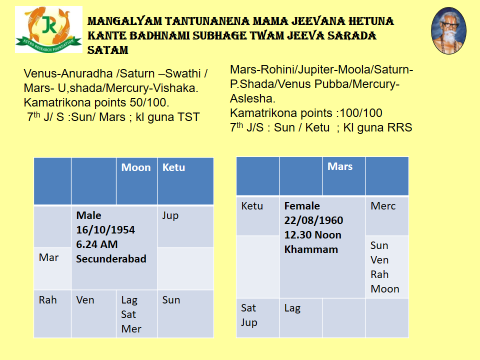 MANGALYAM TANTUNANENA MAMA JEEVANA HETUNA
KANTE BADHNAMI SUBHAGE TWAM JEEVA SARADA
SATAM
JK
Venus-Anuradha /Saturn –Swathi /
Mars- U,shada/Mercury-Vishaka.
Kamatrikona points 50/100.
7th J/ S :Sun/ Mars ; kl guna TST
Mars-Rohini/Jupiter-Moola/Saturn-
P.Shada/Venus Pubba/Mercury-
Aslesha.
Kamatrikona points :100/100
7th J/S : Sun / Ketu ; Kl guna RRS
Moon Ketu
Male
16/10/1954
6.24 AM
Secunderabad
Jup
Mar
Rah Ven Lag
Sat
Mer
Sun
Mars
Ketu
Female
22/08/1960
12.30 Noon
Khammam
Merc
Sun
Ven
Rah
Moon
Sat
Jup
Lag